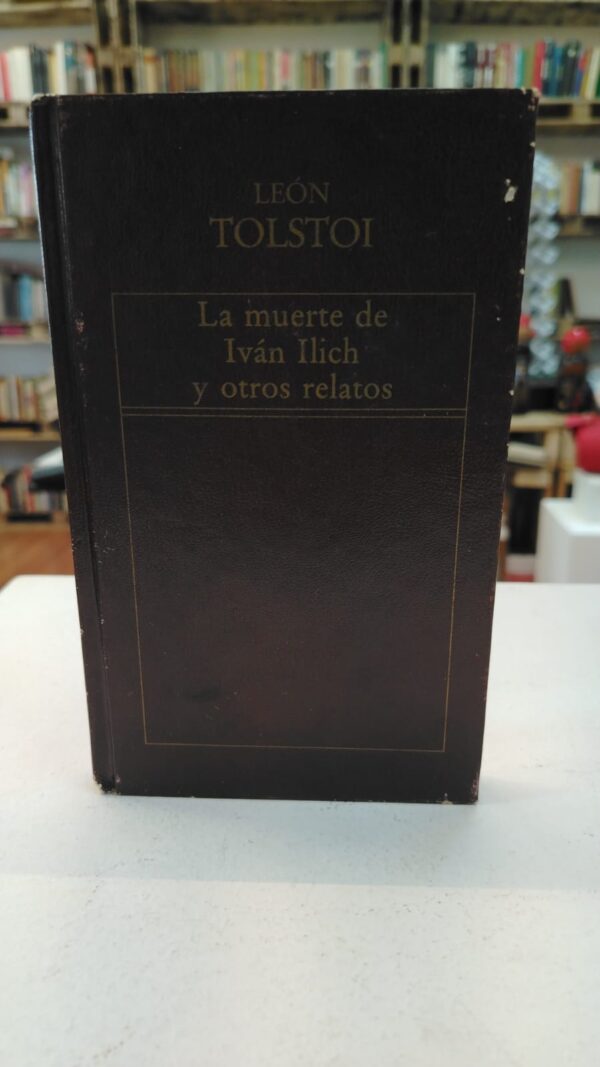 LEÓN
TOLSTOI
La muerte de
Iván Ilich
y otros relatos